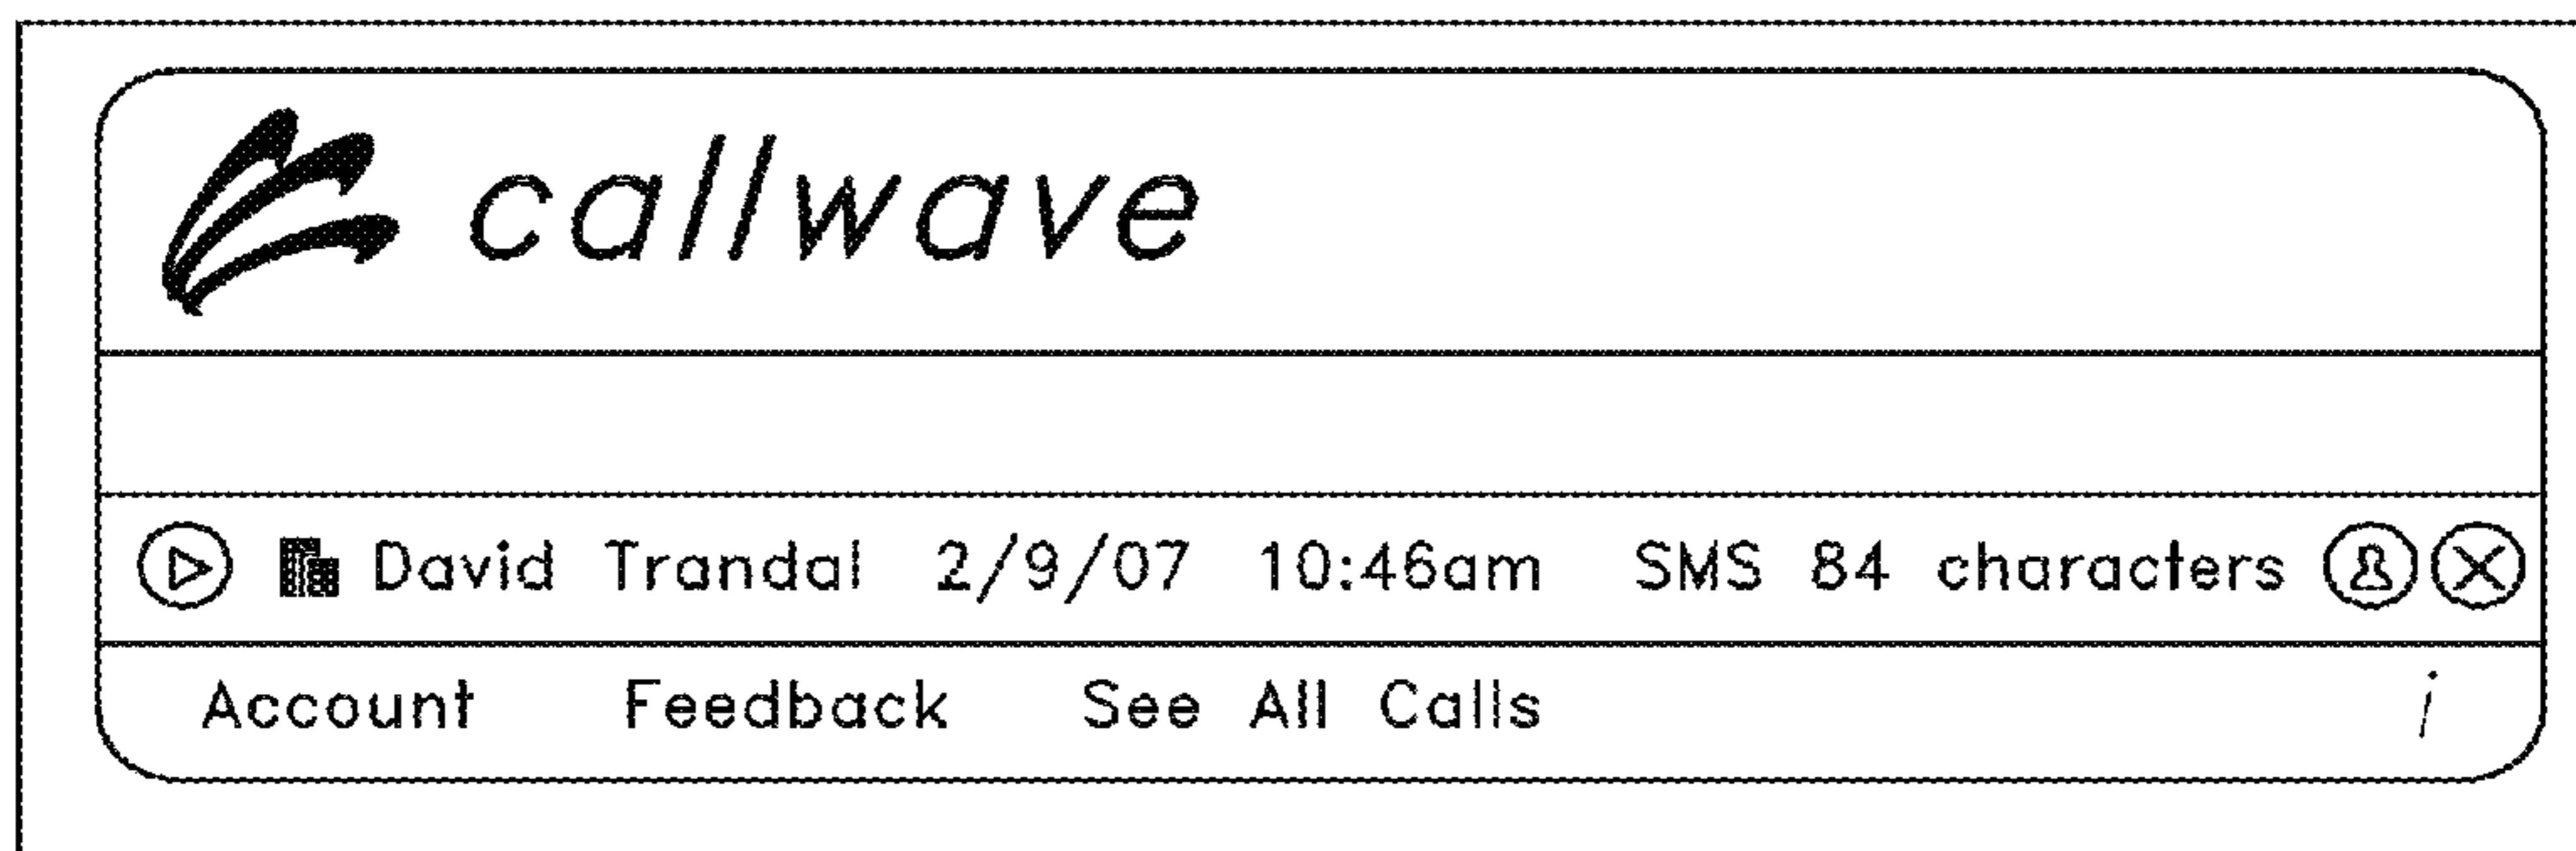 callwave
David Trandal 2/9/07 10:46am SMS 84 characters
Account Feedback See All Calls i